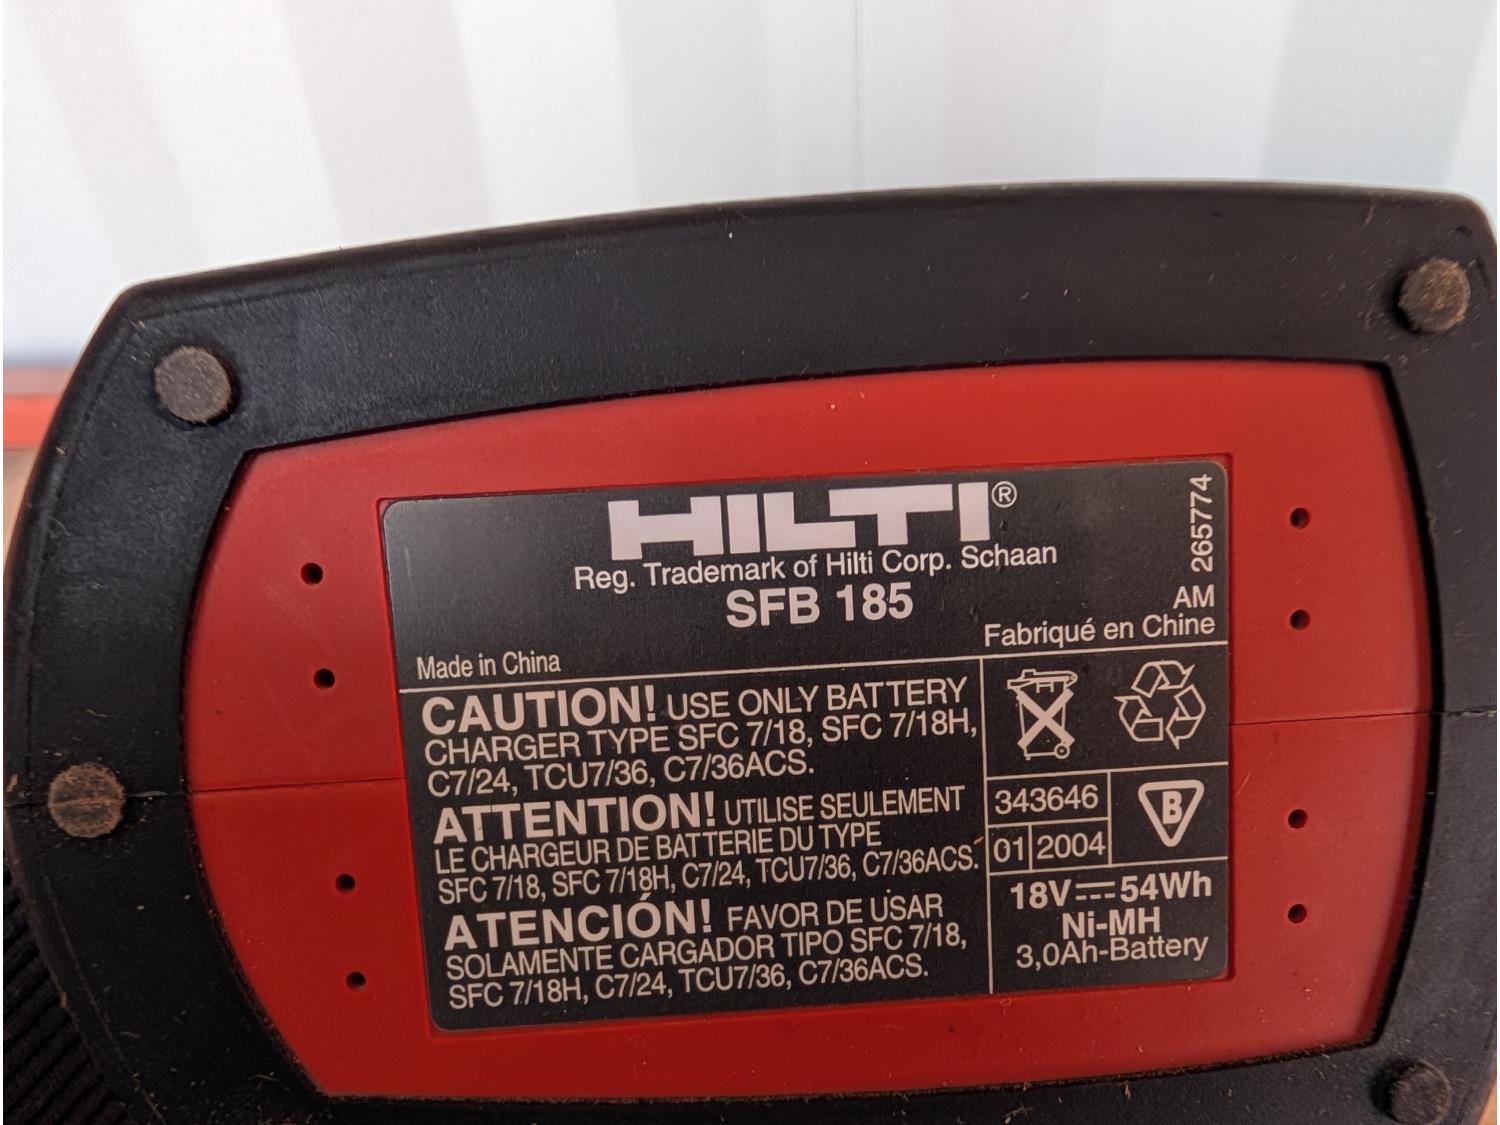 HILTI®
Reg. Trademark of Hilti Corp. Schaan
SFB 185
AM 265774
Made in China
Fabriqué en Chine
CAUTION! USE ONLY BATTERY
CHARGER TYPE SFC 7/18, SFC 7/18H,
C7/24, TCU7/36, C7/36ACS.
ATTENTION! UTILISE SEULEMENT
LE CHARGEUR DE BATTERIE DU TYPE
SFC 7/18, SFC 7/18H, C7/24, TCU7/36, C7/36ACS.
ATENCIÓN! FAVOR DE USAR
SOLAMENTE CARGADOR TIPO SFC 7/18,
SFC 7/18H, C7/24, TCU7/36, C7/36ACS.
343646
01 2004
B
18V⎓54Wh
Ni-MH
3,0Ah-Battery